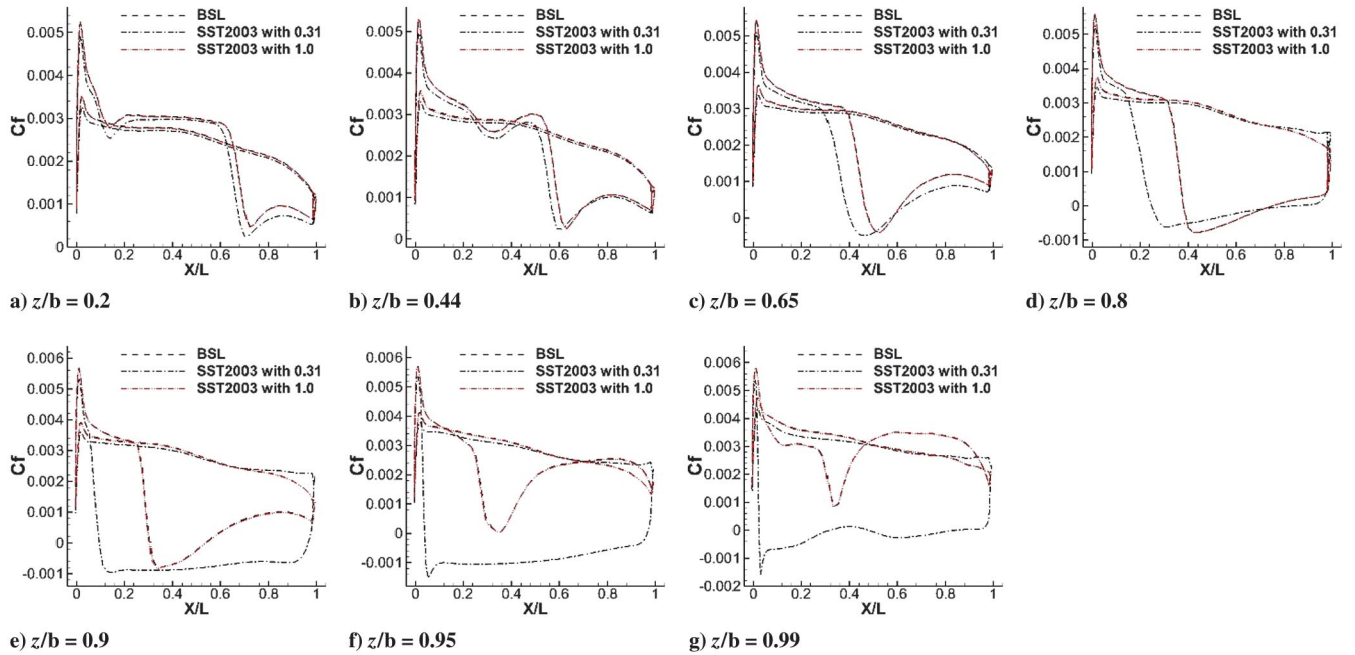 BSL
SST2003 with 0.31
SST2003 with 1.0
Cf
0.005
0.004
0.003
0.002
0.001
0
0 0.2 0.4 0.6 0.8 1
X/L
a) z/b = 0.2
BSL
SST2003 with 0.31
SST2003 with 1.0
Cf
0.005
0.004
0.003
0.002
0.001
0
0 0.2 0.4 0.6 0.8 1
X/L
b) z/b = 0.44
BSL
SST2003 with 0.31
SST2003 with 1.0
Cf
0.005
0.004
0.003
0.002
0.001
0
0 0.2 0.4 0.6 0.8 1
X/L
c) z/b = 0.65
BSL
SST2003 with 0.31
SST2003 with 1.0
Cf
0.005
0.004
0.003
0.002
0.001
0
-0.001
0 0.2 0.4 0.6 0.8 1
X/L
d) z/b = 0.8
BSL
SST2003 with 0.31
SST2003 with 1.0
Cf
0.006
0.005
0.004
0.003
0.002
0.001
0
-0.001
0 0.2 0.4 0.6 0.8 1
X/L
e) z/b = 0.9
BSL
SST2003 with 0.31
SST2003 with 1.0
Cf
0.006
0.005
0.004
0.003
0.002
0.001
0
-0.001
0 0.2 0.4 0.6 0.8 1
X/L
f) z/b = 0.95
BSL
SST2003 with 0.31
SST2003 with 1.0
Cf
0.006
0.005
0.004
0.003
0.002
0.001
0
-0.001
-0.002
0 0.2 0.4 0.6 0.8 1
X/L
g) z/b = 0.99